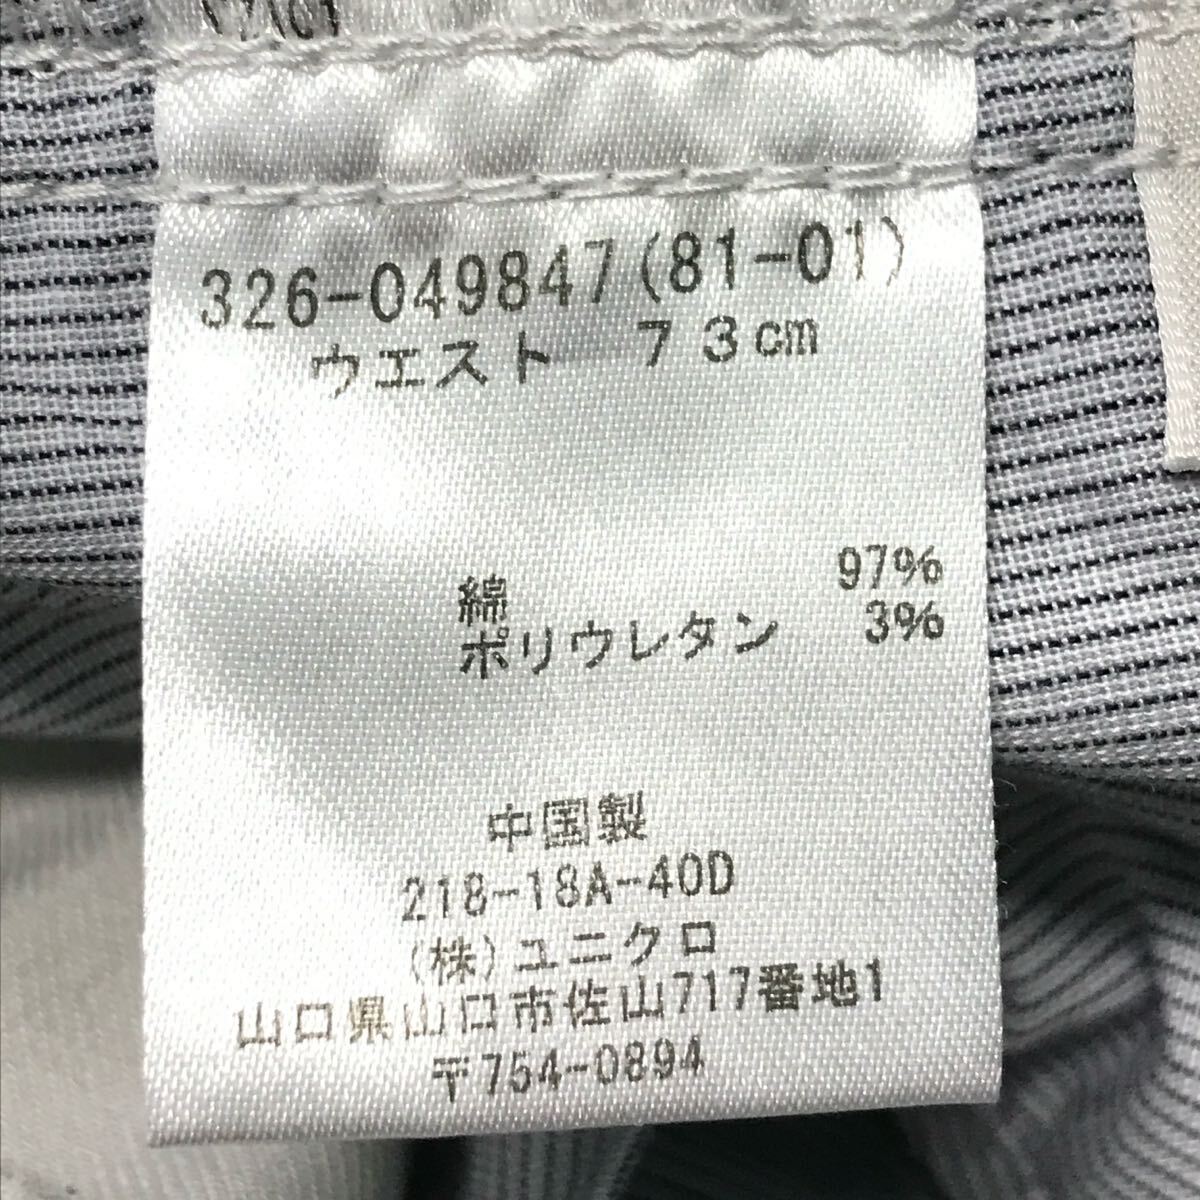 326-049847(81-01)
ウエスト 73cm
綿 97%
ポリウレタン 3%
中国製
218-18A-40D
(株)ユニクロ
山口県山口市佐山717番地1
〒754-0894